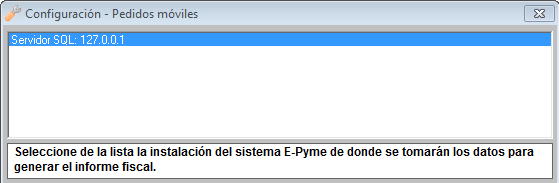 Configuración - Pedidos móviles
Servidor SQL: 127.0.0.1
Seleccione de la lista la instalación del sistema E-Pyme de donde se tomarán los datos para
generar el informe fiscal.